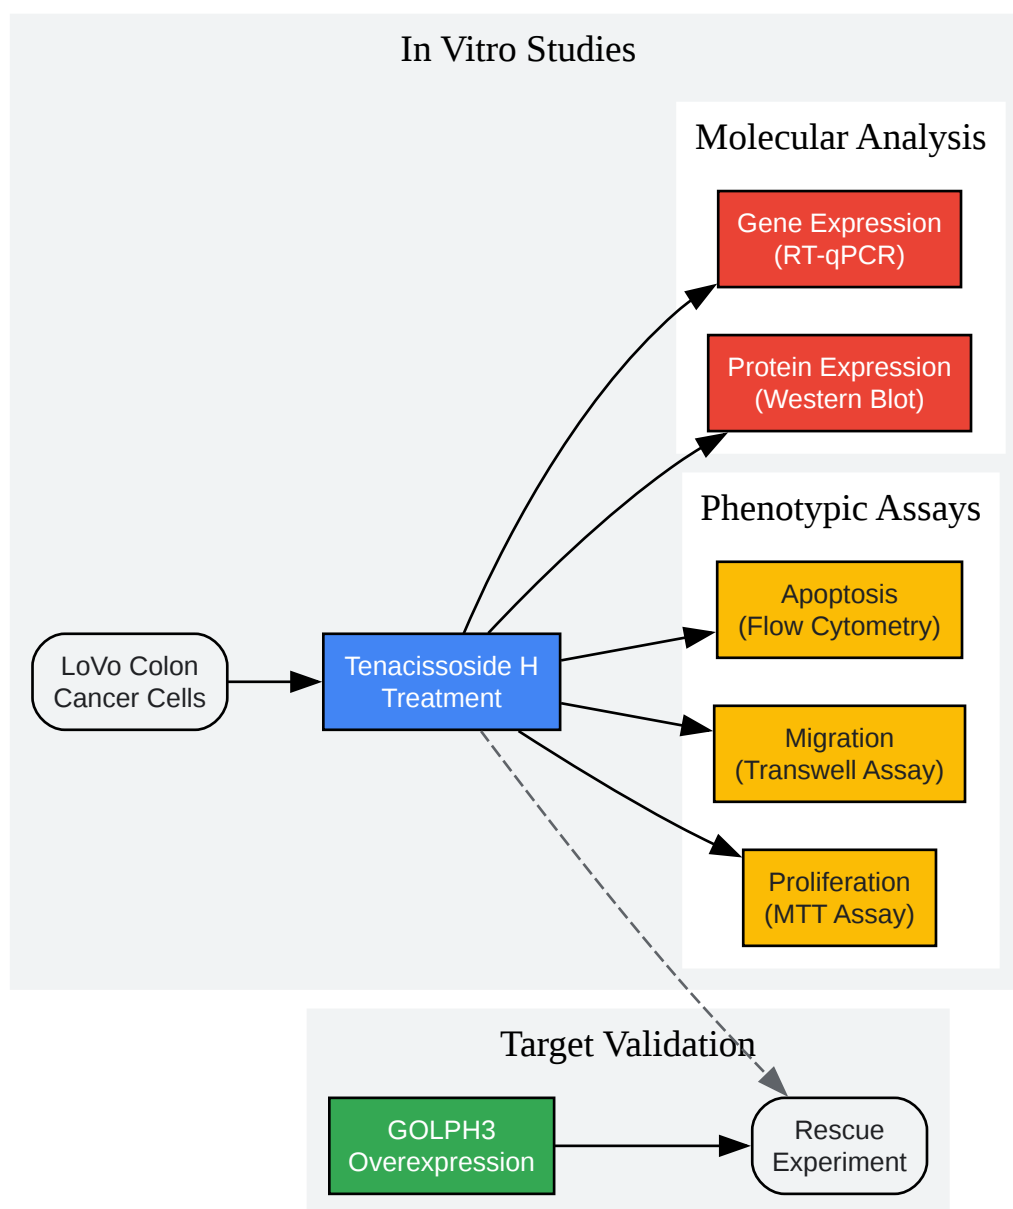 In Vitro Studies
Molecular Analysis
Gene Expression
(RT-qPCR)
Protein Expression
(Western Blot)
Phenotypic Assays
Apoptosis
(Flow Cytometry)
LoVo Colon
Cancer Cells
Tenacissoside H
Treatment
Migration
(Transwell Assay)
Proliferation
(MTT Assay)
Target Validation
GOLPH3
Overexpression
Rescue
Experiment